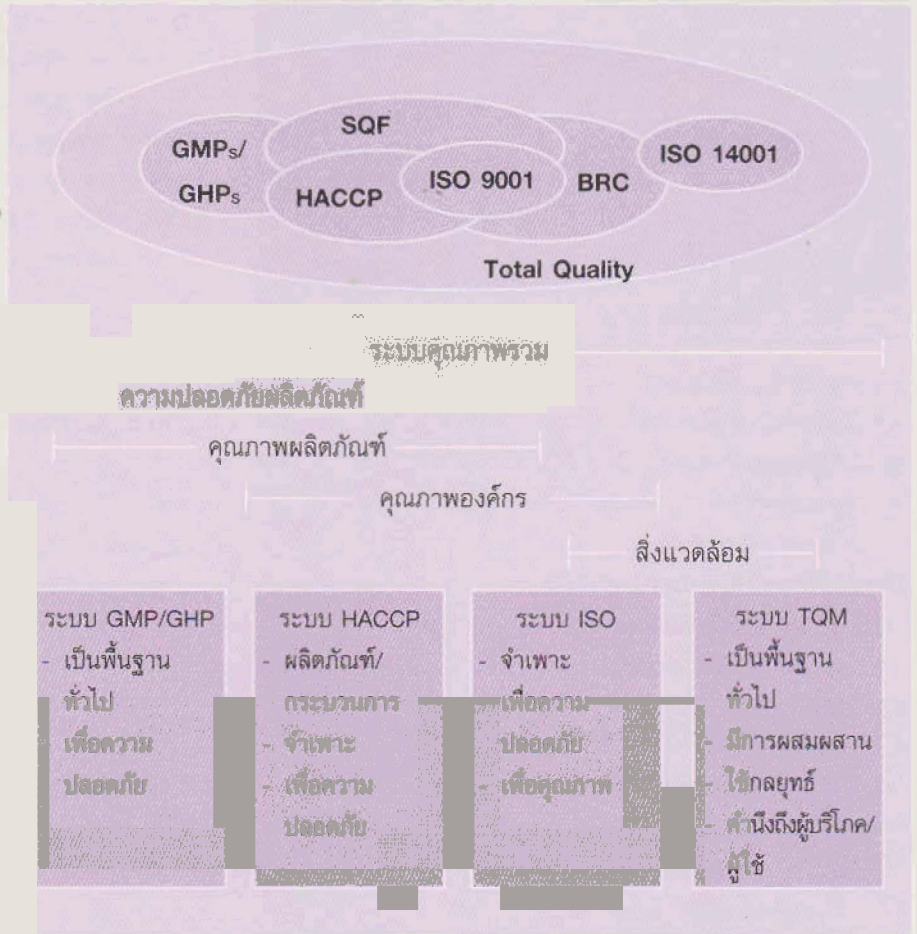 SQF
GMPs/
GHPs
HACCP
ISO 9001
BRC
ISO 14001
Total Quality
ระบบคุณภาพรวม
ความปลอดภัยผลิตภัณฑ์
คุณภาพผลิตภัณฑ์
คุณภาพองค์กร
สิ่งแวดล้อม
ระบบ GMP/GHP
- เป็นพื้นฐาน
ทั่วไป
เพื่อความ
ปลอดภัย
ระบบ HACCP
- ผลิตภัณฑ์/
กระบวนการ
- จำเพาะ
- เพื่อความ
ปลอดภัย
ระบบ ISO
- จำเพาะ
- เพื่อความ
ปลอดภัย
- เพื่อคุณภาพ
ระบบ TQM
- เป็นพื้นฐาน
ทั่วไป
- มีการผสมผสาน
- ใช้กลยุทธ์
- คำนึงถึงผู้บริโภค/
ผู้ใช้